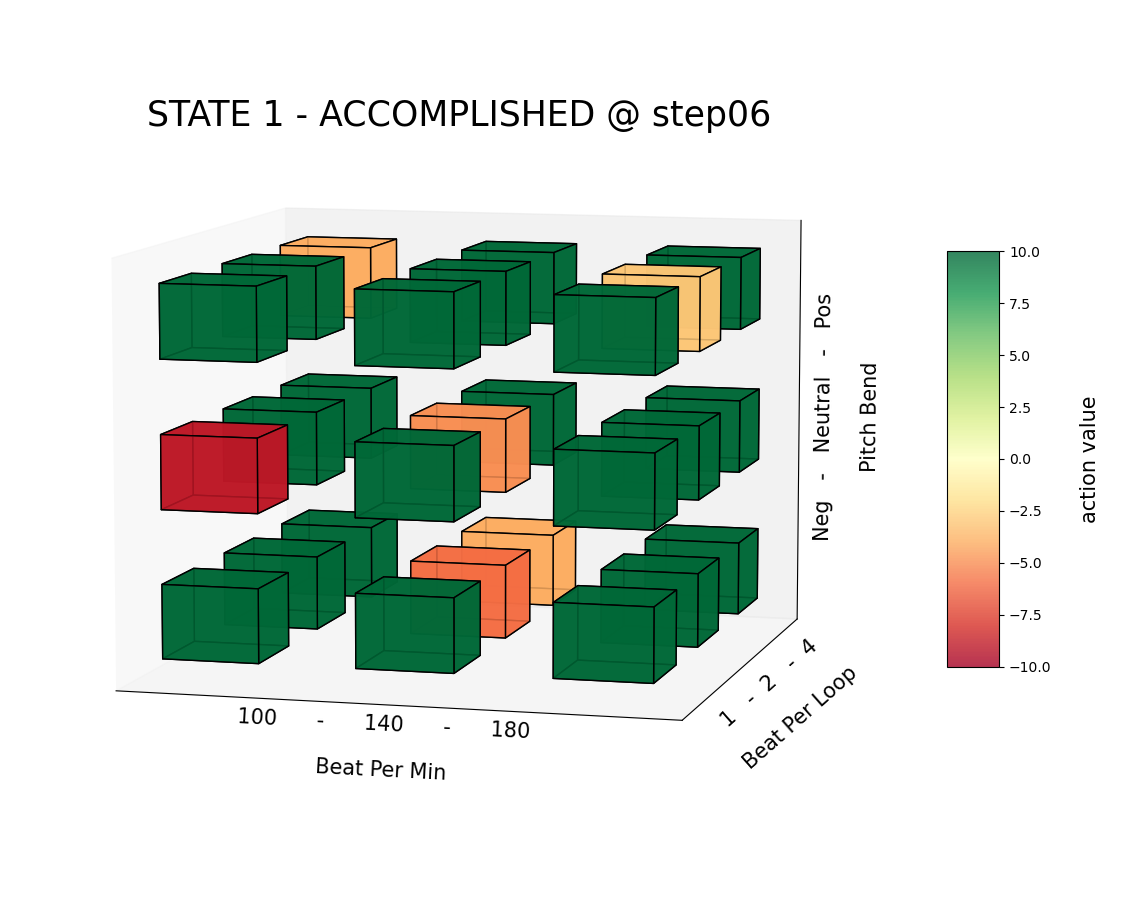 STATE 1 - ACCOMPLISHED @ step06
Neg - Neutral - Pos
Pitch Bend
100 - 140 - 180
Beat Per Min
1 - 2 - 4
Beat Per Loop
10.0
7.5
5.0
2.5
0.0
−2.5
−5.0
−7.5
−10.0
action value